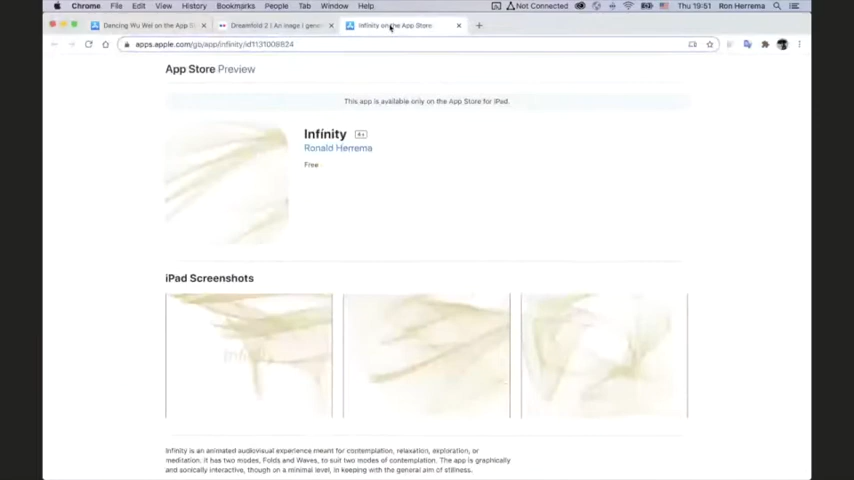 Chrome File Edit View History Bookmarks People Tab Window Help Not Connected Thu 19:51 Ron Herrema
Dancing Wu Wei on the App S Dreamfold 2 | An image I gene Infinity on the App Store
apps.apple.com/gb/app/infinity/id1131009824
App Store Preview
This app is available only on the App Store for iPad.
Infinity 4+
Ronald Herrema
Free
iPad Screenshots
Infinity
Infinity is an animated audiovisual experience meant for contemplation, relaxation, exploration, or
meditation. It has two modes, Folds and Waves, to suit two modes of contemplation. The app is graphically
and sonically interactive, though on a minimal level, in keeping with the general aim of stillness.